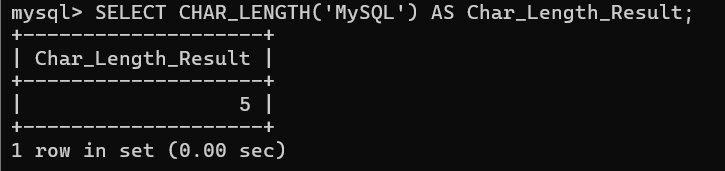 mysql> SELECT CHAR_LENGTH('MySQL') AS Char_Length_Result;
+--------------------+
| Char_Length_Result |
+--------------------+
|                  5 |
+--------------------+
1 row in set (0.00 sec)